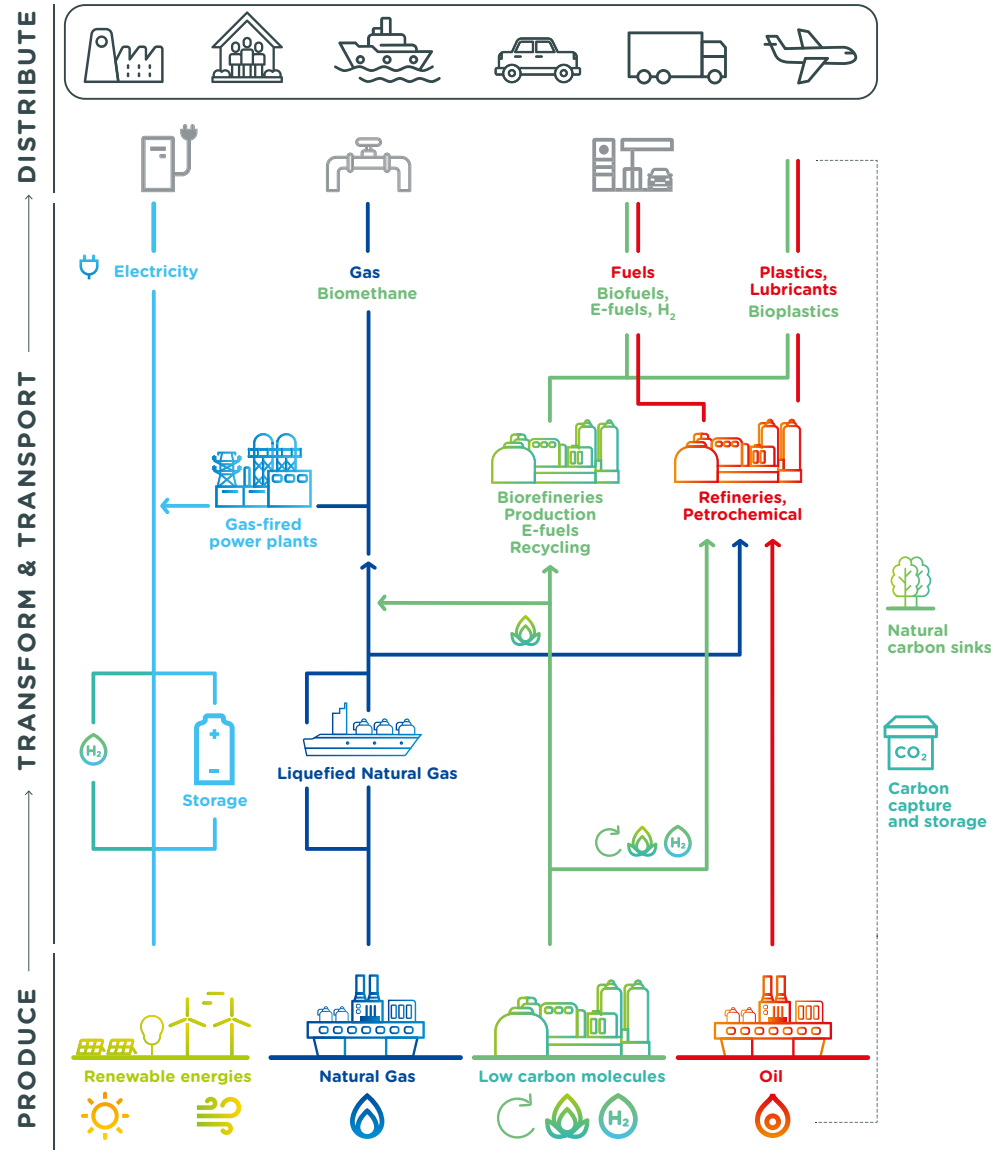 DISTRIBUTE
TRANSFORM & TRANSPORT
PRODUCE
Electricity
Gas
Biomethane
Fuels
Biofuels,
E-fuels, H₂
Plastics,
Lubricants
Bioplastics
Gas-fired
power plants
Biorefineries
Production
E-fuels
Recycling
Refineries,
Petrochemical
Natural
carbon sinks
H₂
Storage
Liquefied Natural Gas
CO₂
Carbon
capture
and storage
H₂
Renewable energies
Natural Gas
Low carbon molecules
Oil
H₂